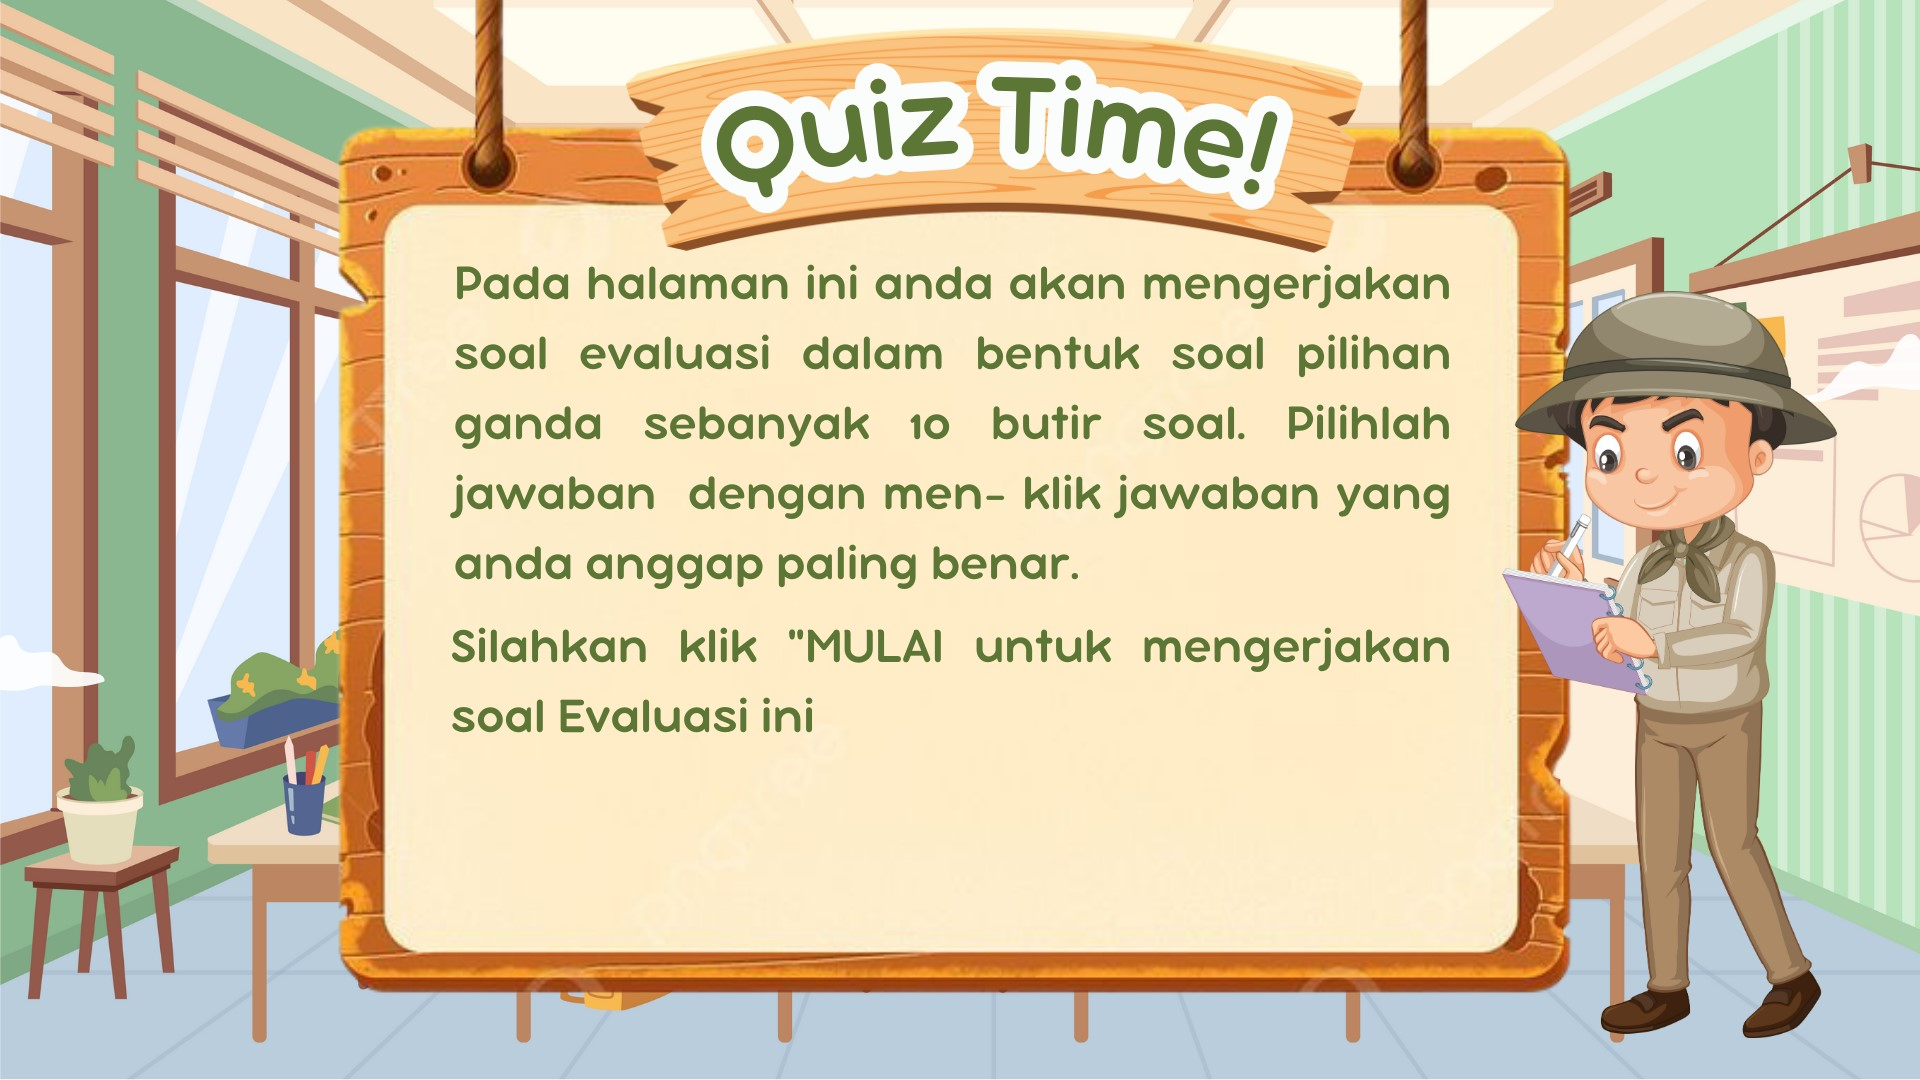 Quiz Time!
Pada halaman ini anda akan mengerjakan
soal evaluasi dalam bentuk soal pilihan
ganda sebanyak 10 butir soal. Pilihlah
jawaban dengan men- klik jawaban yang
anda anggap paling benar.
Silahkan klik "MULAI untuk mengerjakan
soal Evaluasi ini